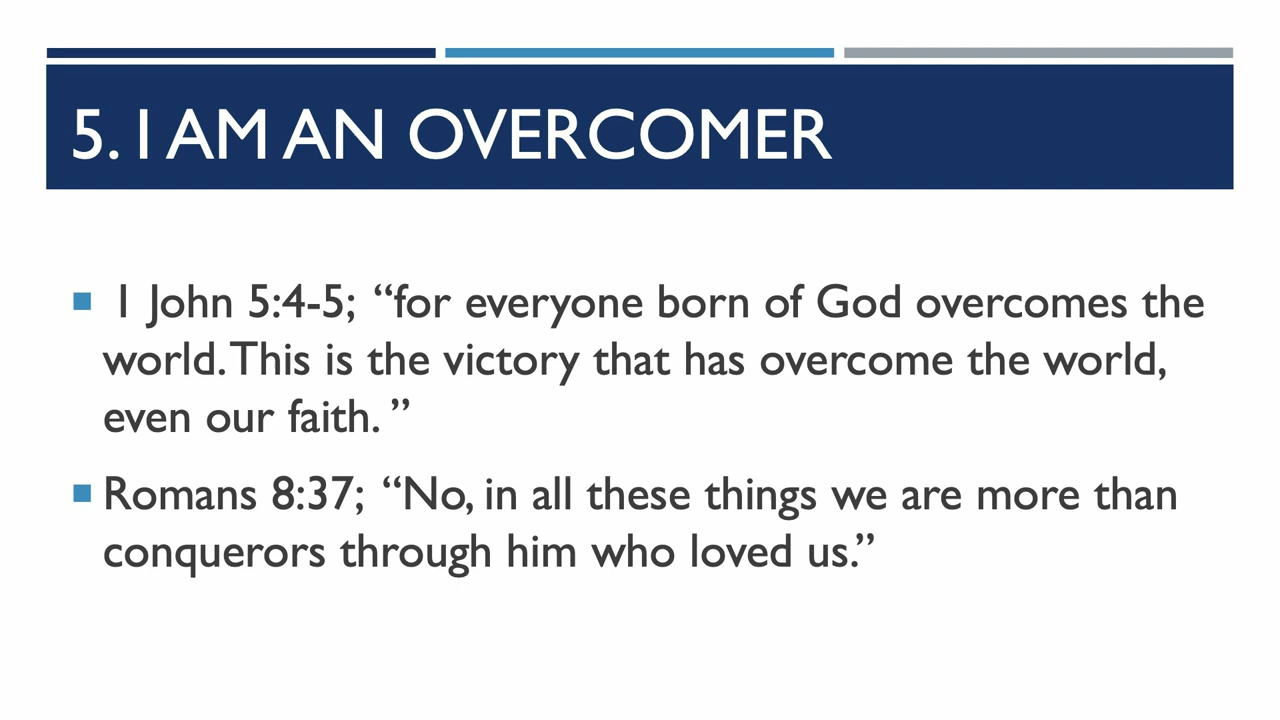 5. I AM AN OVERCOMER
1 John 5:4-5; “for everyone born of God overcomes the
world. This is the victory that has overcome the world,
even our faith. ”
Romans 8:37; “No, in all these things we are more than
conquerors through him who loved us.”